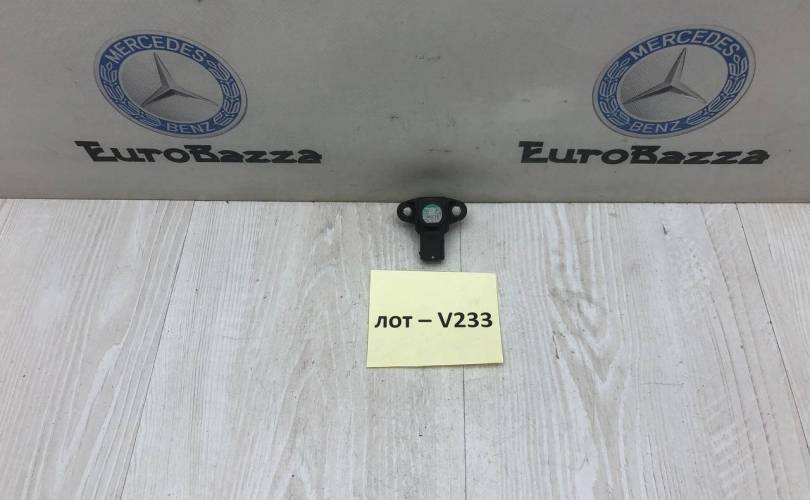 MERCEDES
BENZ
EUROBAZZA
MERCEDES
BENZ
EUROBAZZA
лот – V233